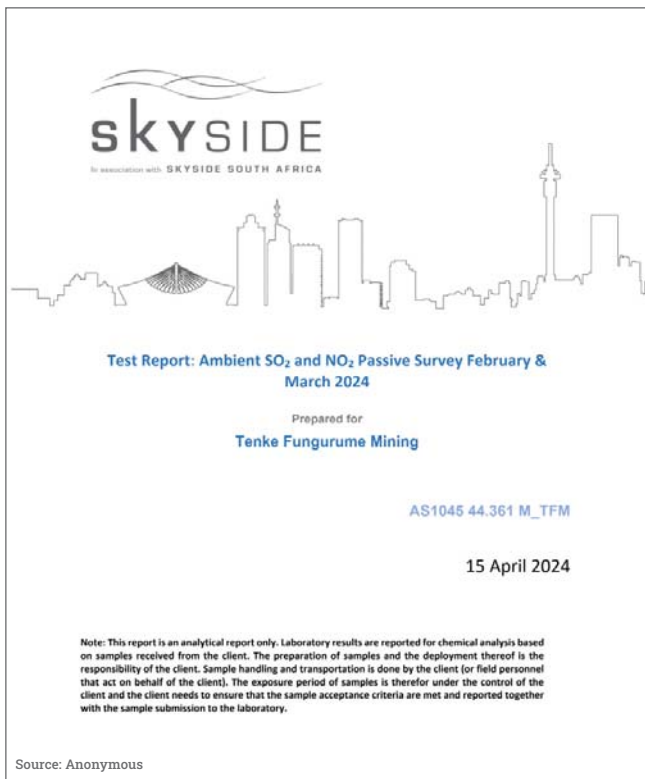 SKYSIDE
In association with SKYSIDE SOUTH AFRICA
Test Report: Ambient SO₂ and NO₂ Passive Survey February &
March 2024
Prepared for
Tenke Fungurume Mining
AS1045 44.361 M_TFM
15 April 2024
Note: This report is an analytical report only. Laboratory results are reported for chemical analysis based
on samples received from the client. The preparation of samples and the deployment thereof is the
responsibility of the client. Sample handling and transportation is done by the client (or field personnel
that act on behalf of the client). The exposure period of samples is therefor under the control of the
client and the client needs to ensure that the sample acceptance criteria are met and reported together
with the sample submission to the laboratory.
Source: Anonymous